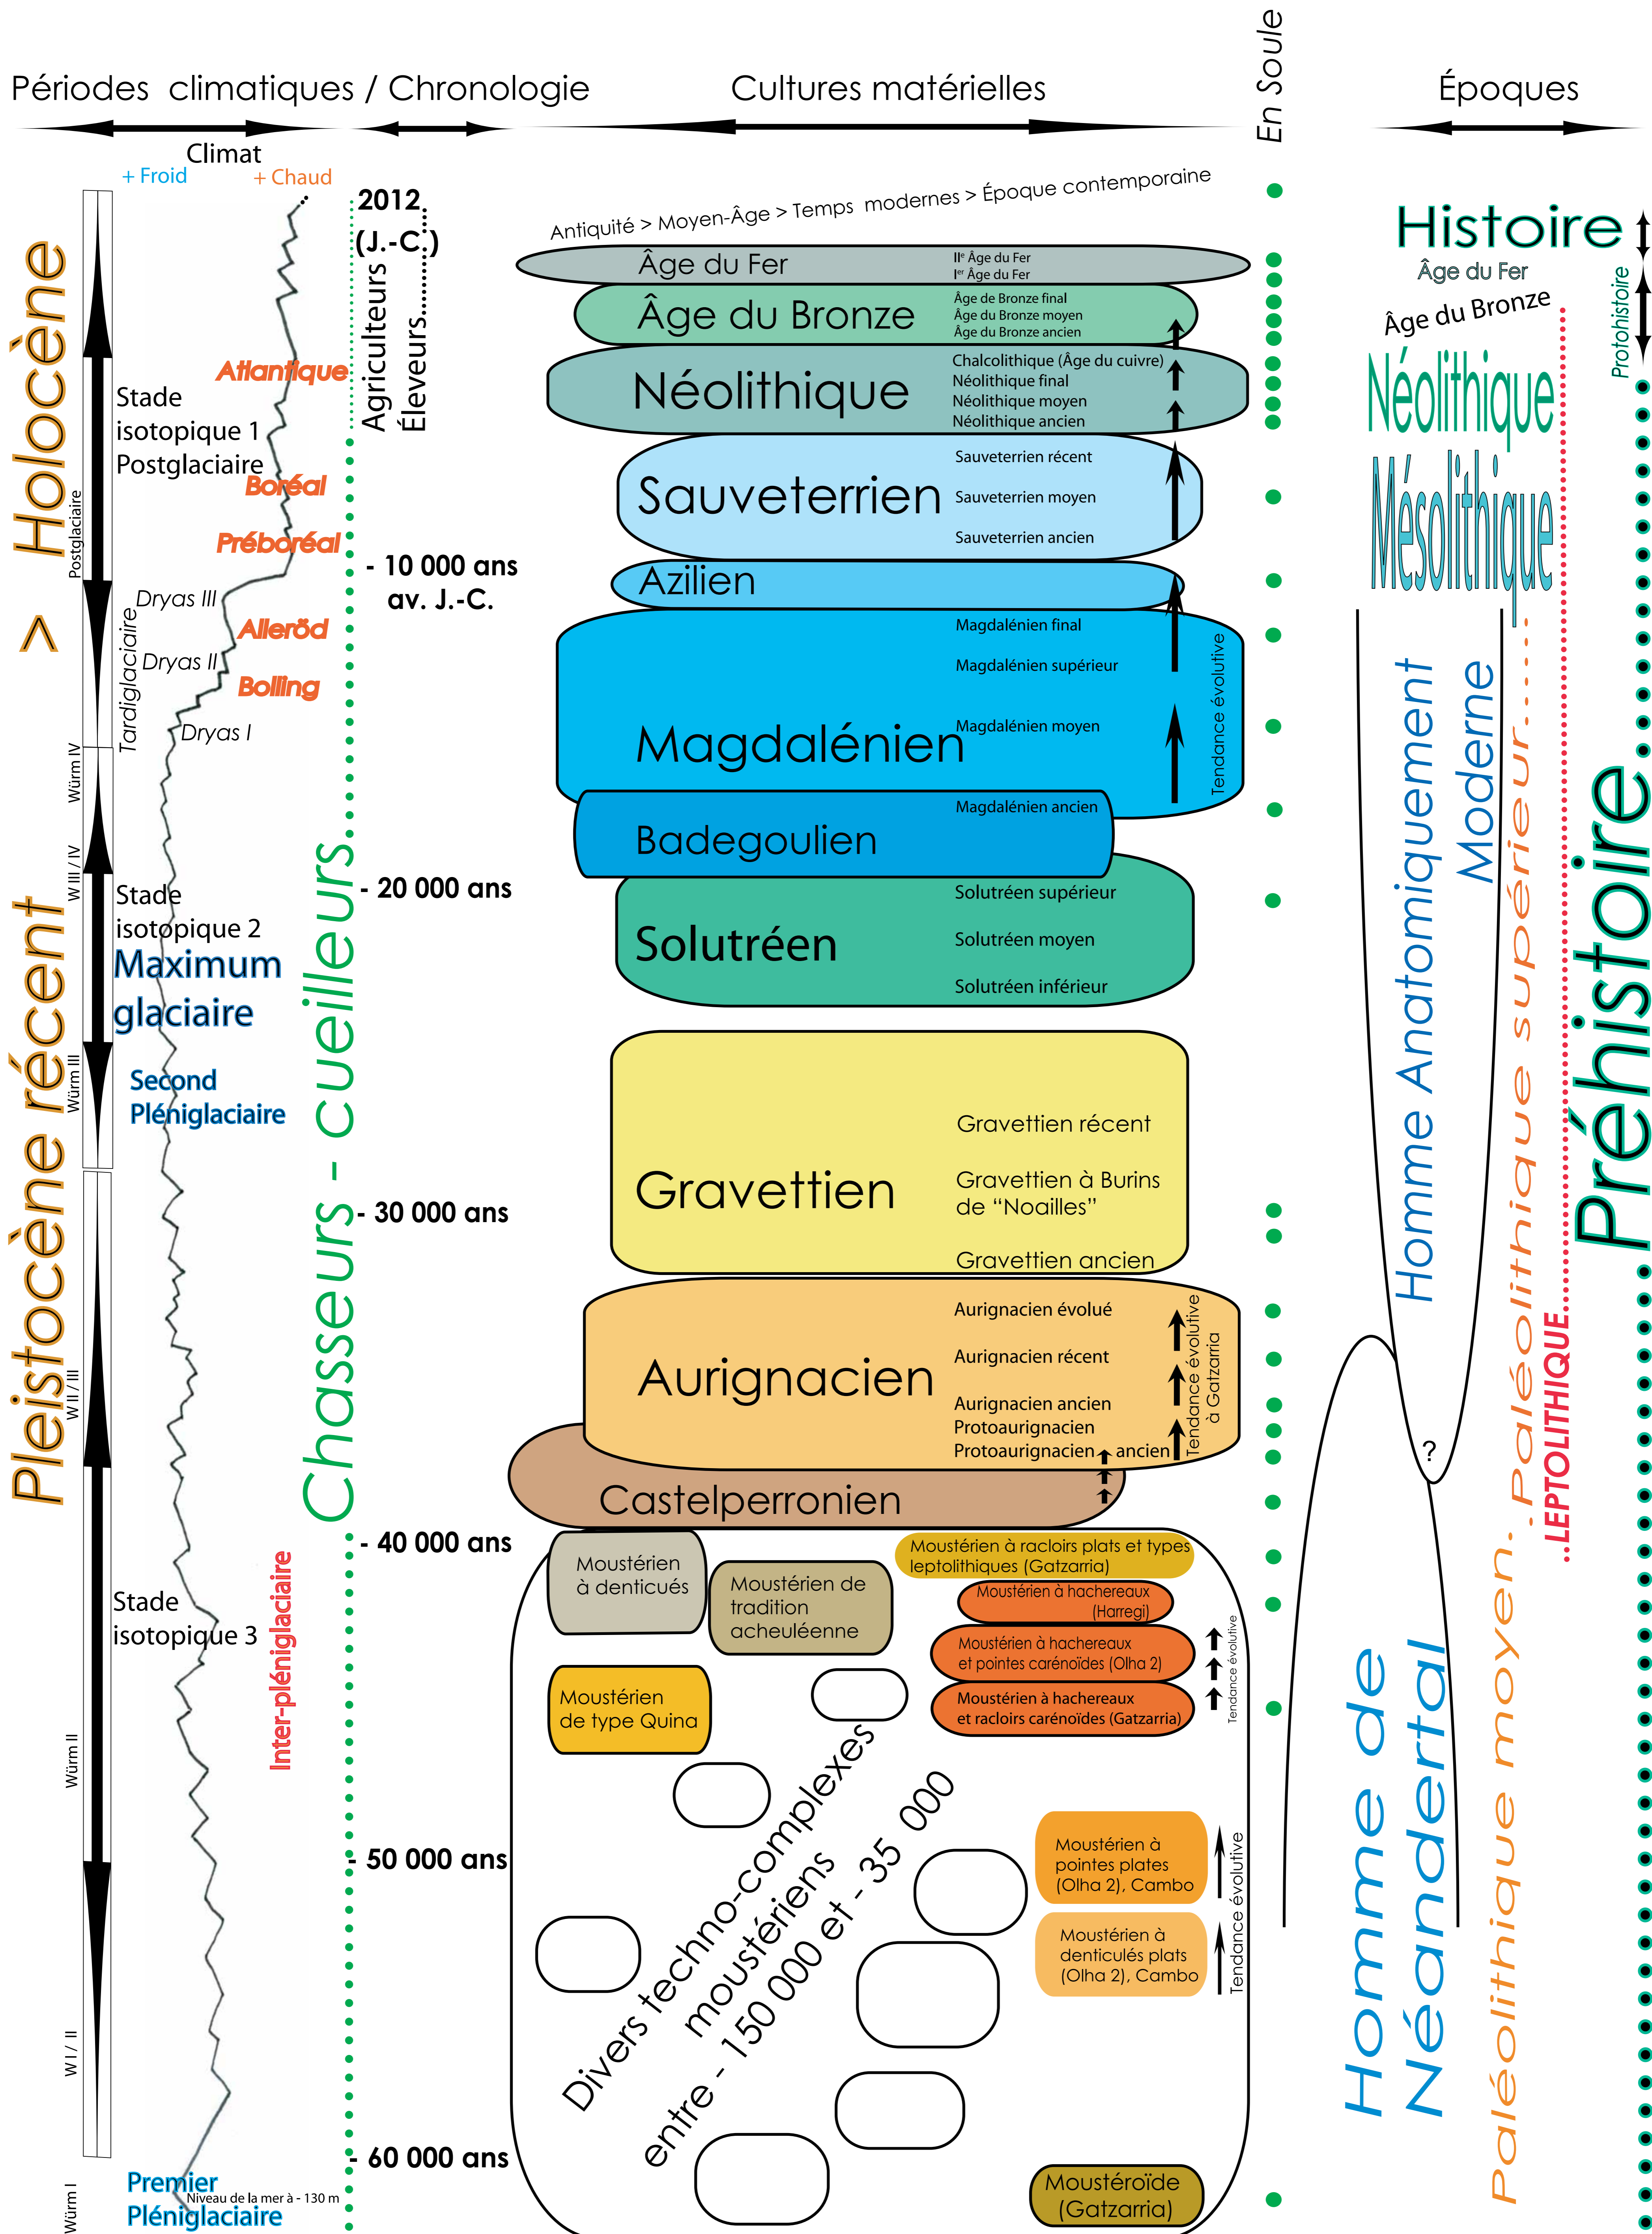 Périodes climatiques / Chronologie
Cultures matérielles
En Soule
Époques
Climat
+ Froid
+ Chaud
Holocène
>
Pleistocène récent
Postglaciaire
Tardiglaciaire
Würm IV
W III / IV
Würm III
W II / III
Würm II
W I / II
Würm I
Atlantique
Stade
isotopique 1
Postglaciaire
Boréal
Préboréal
Dryas III
Alleröd
Dryas II
Bolling
Dryas I
Stade
isotopique 2
Maximum
glaciaire
Second
Pléniglaciaire
Stade
isotopique 3
Inter-pléniglaciaire
Premier
Pléniglaciaire
Niveau de la mer à - 130 m
2012
(J.-C.)
Agriculteurs
Éleveurs
Chasseurs - cueilleurs
- 10 000 ans
av. J.-C.
- 20 000 ans
- 30 000 ans
- 40 000 ans
- 50 000 ans
- 60 000 ans
Antiquité > Moyen-Âge > Temps modernes > Époque contemporaine
Âge du Fer
IIe Âge du Fer
Ier Âge du Fer
Âge du Bronze
Âge de Bronze final
Âge du Bronze moyen
Âge du Bronze ancien
Néolithique
Chalcolithique (Âge du cuivre)
Néolithique final
Néolithique moyen
Néolithique ancien
Sauveterrien
Sauveterrien récent
Sauveterrien moyen
Sauveterrien ancien
Azilien
Magdalénien
Magdalénien final
Magdalénien supérieur
Magdalénien moyen
Magdalénien ancien
Tendance évolutive
Badegoulien
Solutréen
Solutréen supérieur
Solutréen moyen
Solutréen inférieur
Gravettien
Gravettien récent
Gravettien à Burins
de “Noailles”
Gravettien ancien
Aurignacien
Aurignacien évolué
Aurignacien récent
Aurignacien ancien
Protoaurignacien
Protoaurignacien ancien
Tendance évolutive
à Gatzarria
Castelperronien
Moustérien
à denticués
Moustérien de
tradition
acheuléenne
Moustérien à racloirs plats et types
leptolithiques (Gatzarria)
Moustérien à hachereaux
(Harregi)
Moustérien à hachereaux
et pointes carénoïdes (Olha 2)
Moustérien à hachereaux
et racloirs carénoïdes (Gatzarria)
Tendance évolutive
Moustérien
de type Quina
Divers techno-complexes
moustériens
entre - 150 000 et - 35 000
Moustérien à
pointes plates
(Olha 2), Cambo
Tendance évolutive
Moustérien à
denticulés plats
(Olha 2), Cambo
Tendance évolutive
Moustéroïde
(Gatzarria)
Histoire
Âge du Fer
Âge du Bronze
Protohistoire
Néolithique
Mésolithique
Homme Anatomiquement
Moderne
?
Homme de
Néandertal
Paléolithique supérieur
Paléolithique moyen
LEPTOLITHIQUE
Préhistoire